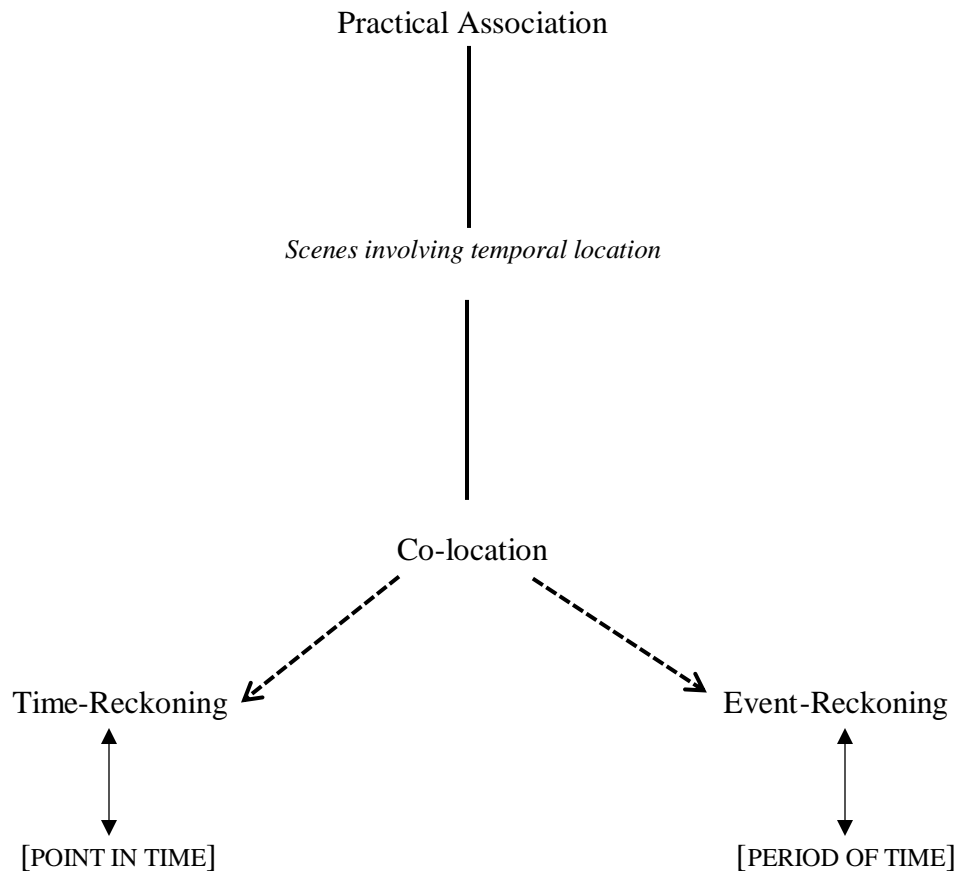 Practical Association
Scenes involving temporal location
Co-location
Time-Reckoning
Event-Reckoning
[POINT IN TIME]
[PERIOD OF TIME]